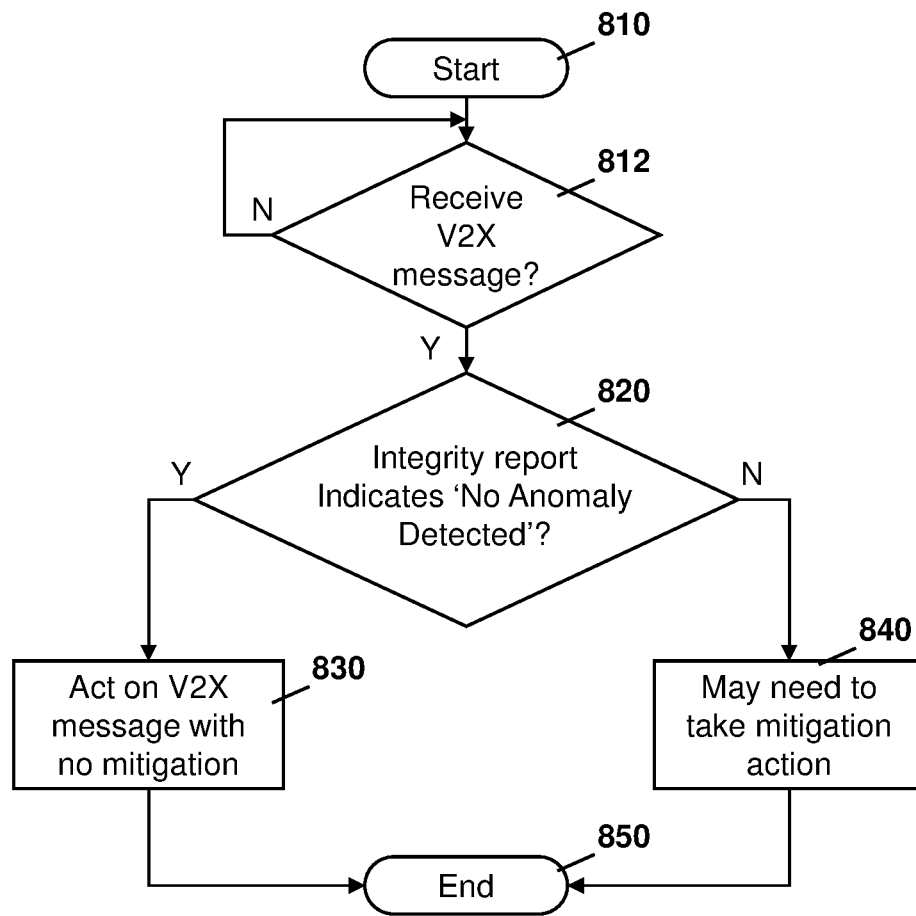 810
Start
812
Receive
V2X
message?
N
Y
820
Integrity report
Indicates ‘No Anomaly
Detected’?
Y
N
830
Act on V2X
message with
no mitigation
840
May need to
take mitigation
action
850
End